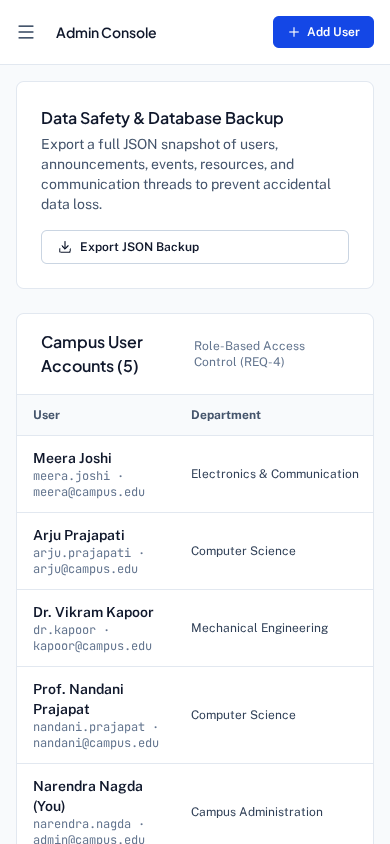 Admin Console
Add User
Data Safety & Database Backup
Export a full JSON snapshot of users,
announcements, events, resources, and
communication threads to prevent accidental
data loss.
Export JSON Backup
Campus User
Accounts (5)
Role-Based Access
Control (REQ-4)
User
Department
Meera Joshi
meera.joshi ·
meera@campus.edu
Electronics & Communication
Arju Prajapati
arju.prajapati ·
arju@campus.edu
Computer Science
Dr. Vikram Kapoor
dr.kapoor ·
kapoor@campus.edu
Mechanical Engineering
Prof. Nandani
Prajapat
nandani.prajapat ·
nandani@campus.edu
Computer Science
Narendra Nagda
(You)
narendra.nagda ·
admin@campus.edu
Campus Administration